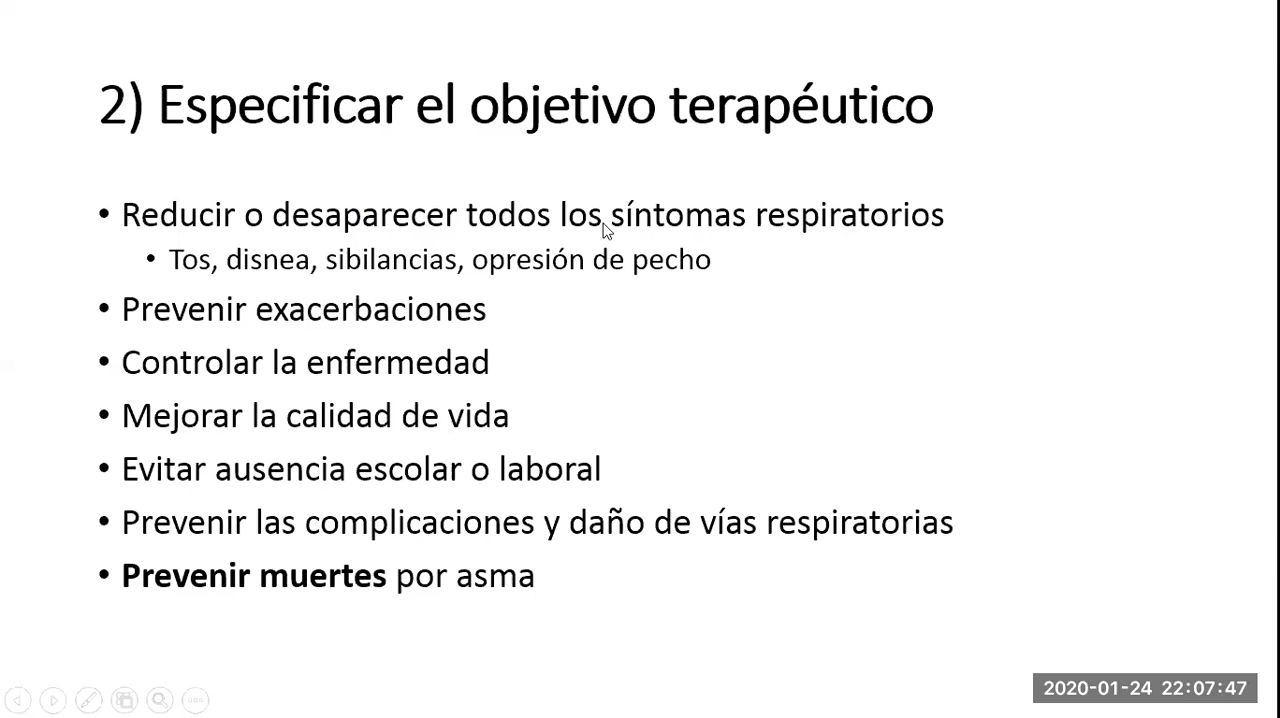 2) Especificar el objetivo terapéutico
• Reducir o desaparecer todos los síntomas respiratorios
• Tos, disnea, sibilancias, opresión de pecho
• Prevenir exacerbaciones
• Controlar la enfermedad
• Mejorar la calidad de vida
• Evitar ausencia escolar o laboral
• Prevenir las complicaciones y daño de vías respiratorias
• Prevenir muertes por asma
2020-01-24 22:07:47